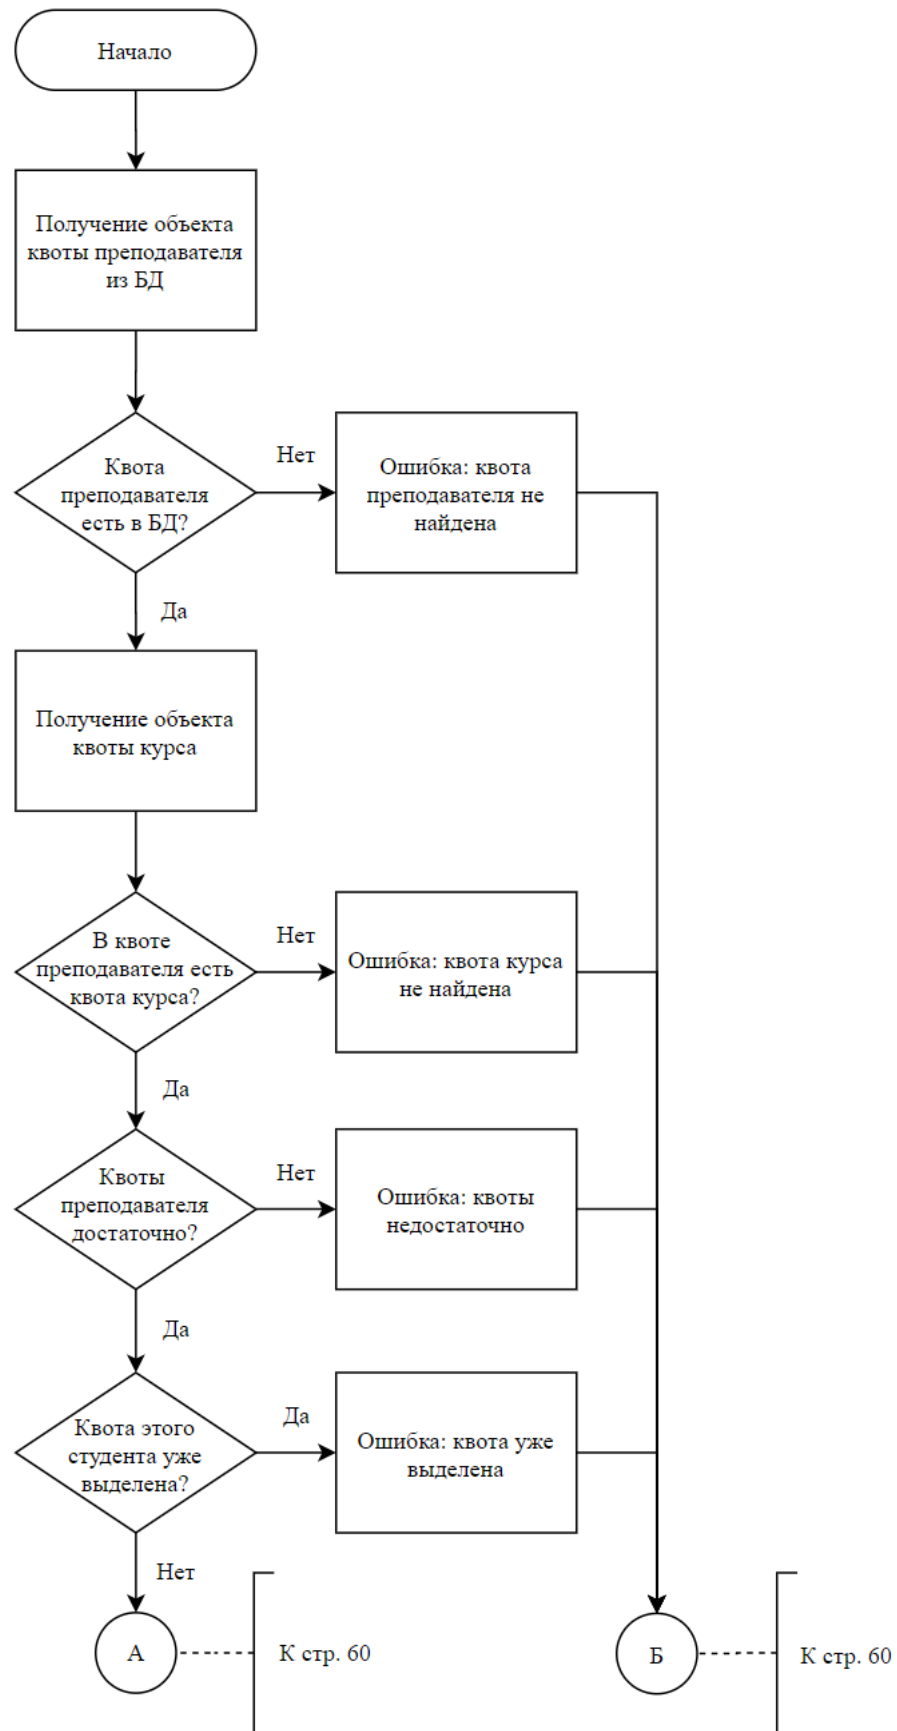 Начало
Получение объекта
квоты преподавателя
из БД
Квота
преподавателя
есть в БД?
Нет
Ошибка: квота
преподавателя не
найдена
Да
Получение объекта
квоты курса
В квоте
преподавателя есть
квота курса?
Нет
Ошибка: квота курса
не найдена
Да
Квоты
преподавателя
достаточно?
Нет
Ошибка: квоты
недостаточно
Да
Квота этого
студента уже
выделена?
Да
Ошибка: квота уже
выделена
Нет
А
К стр. 60
Б
К стр. 60